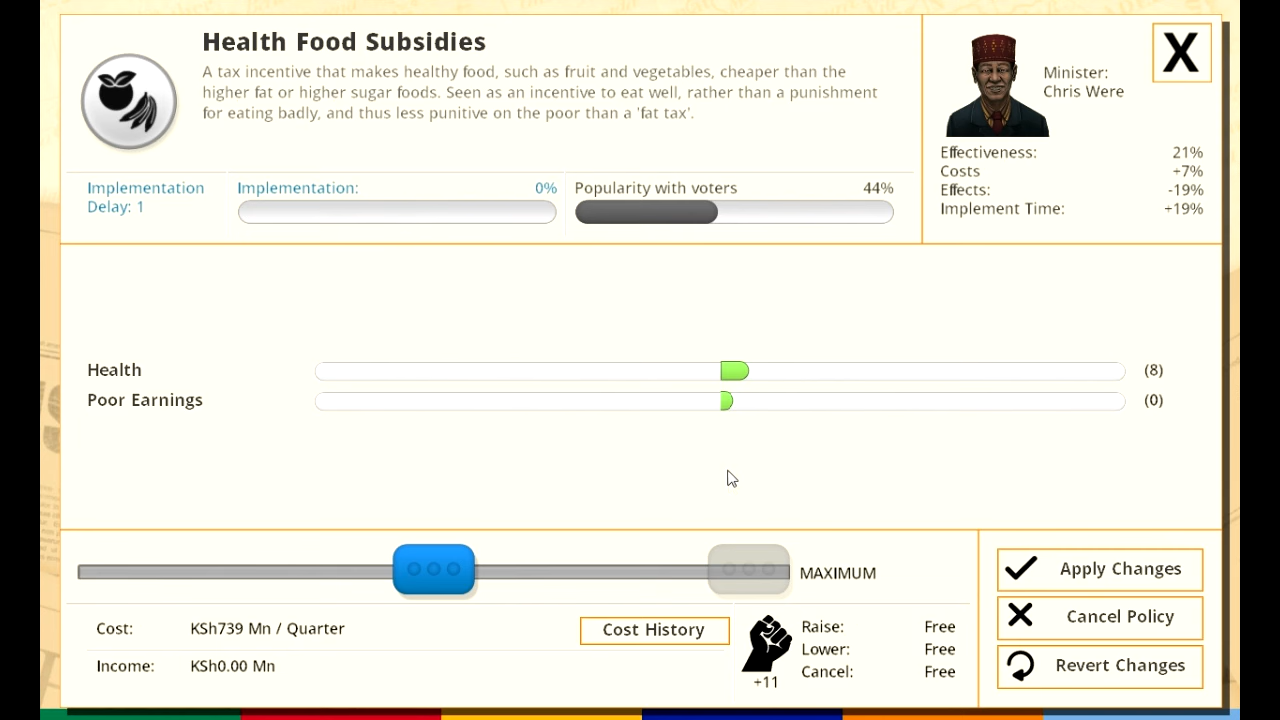 Health Food Subsidies
A tax incentive that makes healthy food, such as fruit and vegetables, cheaper than the
higher fat or higher sugar foods. Seen as an incentive to eat well, rather than a punishment
for eating badly, and thus less punitive on the poor than a 'fat tax'.
X
Minister:
Chris Were
Effectiveness: 21%
Costs +7%
Effects: -19%
Implement Time: +19%
Implementation
Delay: 1
Implementation: 0%
Popularity with voters 44%
Health (8)
Poor Earnings (0)
MAXIMUM
Cost: KSh739 Mn / Quarter
Income: KSh0.00 Mn
Cost History
+11
Raise: Free
Lower: Free
Cancel: Free
Apply Changes
Cancel Policy
Revert Changes